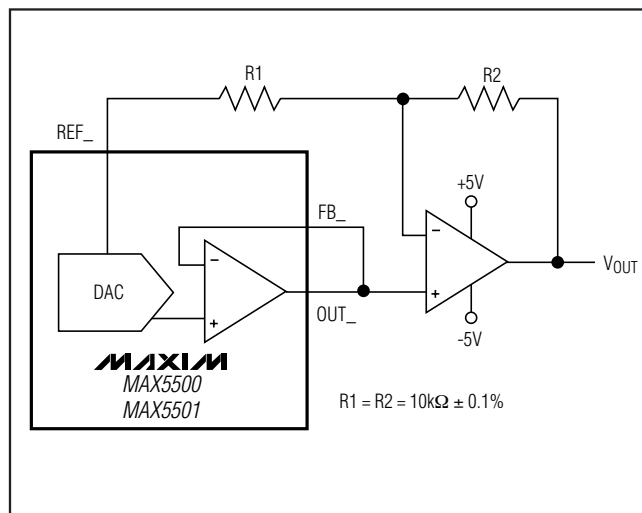 R1
R2
REF_
+5V
FB_
-
-
VOUT
DAC
+
+
OUT_
-5V
MAXIM
MAX5500
MAX5501
R1 = R2 = 10kΩ ± 0.1%